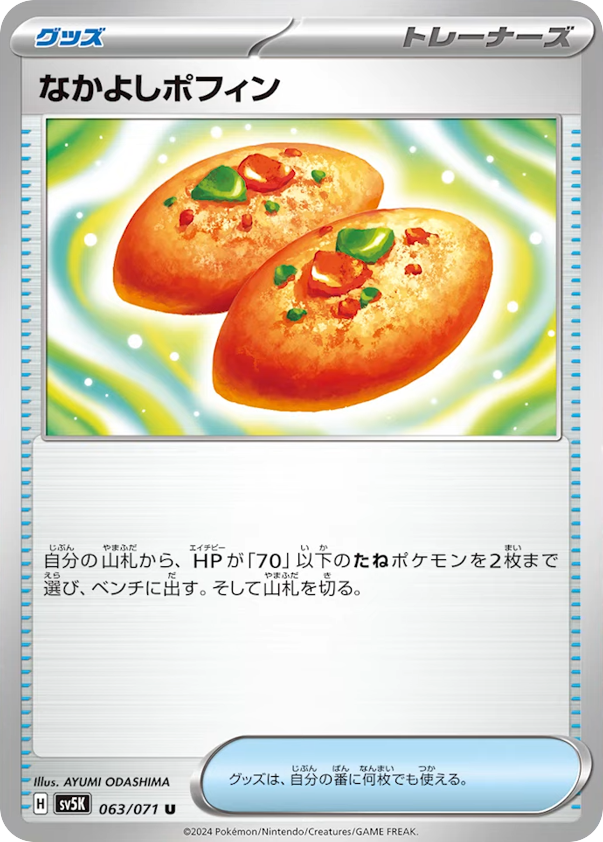 グッズ
トレーナーズ
なかよしポフィン
自分の山札から、HPが「70」以下のたねポケモンを2枚まで
選び、ベンチに出す。そして山札を切る。
グッズは、自分の番に何枚でも使える。
Illus. AYUMI ODASHIMA
H SV5K 063/071 U
©2024 Pokémon/Nintendo/Creatures/GAME FREAK.